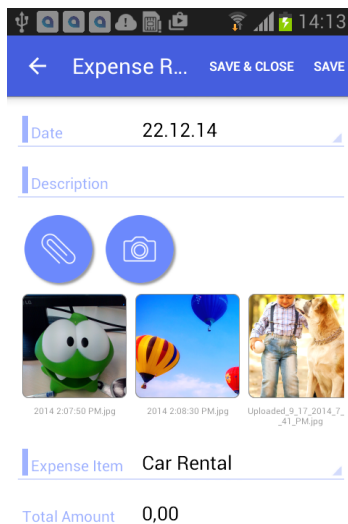 14:13
Expense R... SAVE & CLOSE SAVE
Date 22.12.14
Description
2014 2:07:50 PM.jpg 2014 2:08:30 PM.jpg Uploaded_9_17_2014_7_
_41_PM.jpg
Expense Item Car Rental
Total Amount 0,00